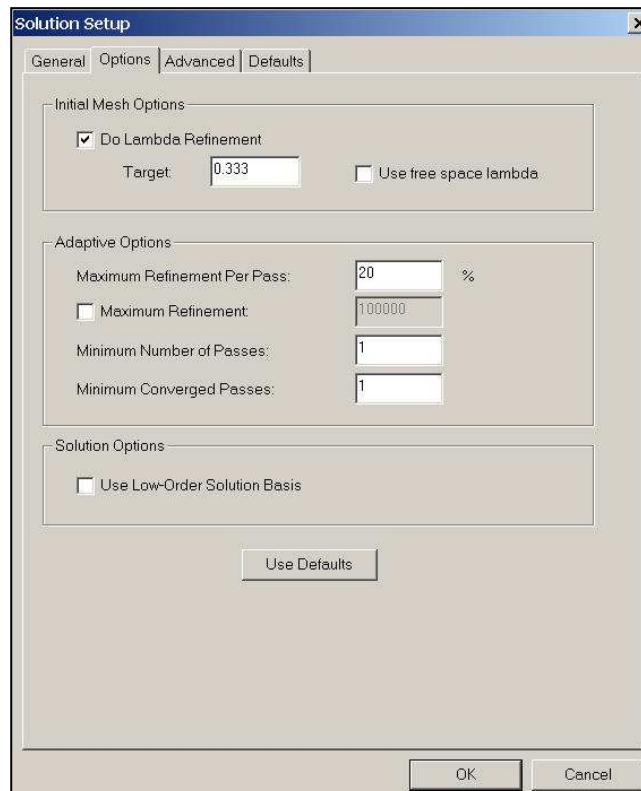 Solution Setup
General Options Advanced Defaults
Initial Mesh Options
Do Lambda Refinement
Target: 0.333 Use free space lambda
Adaptive Options
Maximum Refinement Per Pass: 20 %
Maximum Refinement: 100000
Minimum Number of Passes: 1
Minimum Converged Passes: 1
Solution Options
Use Low-Order Solution Basis
Use Defaults
OK Cancel